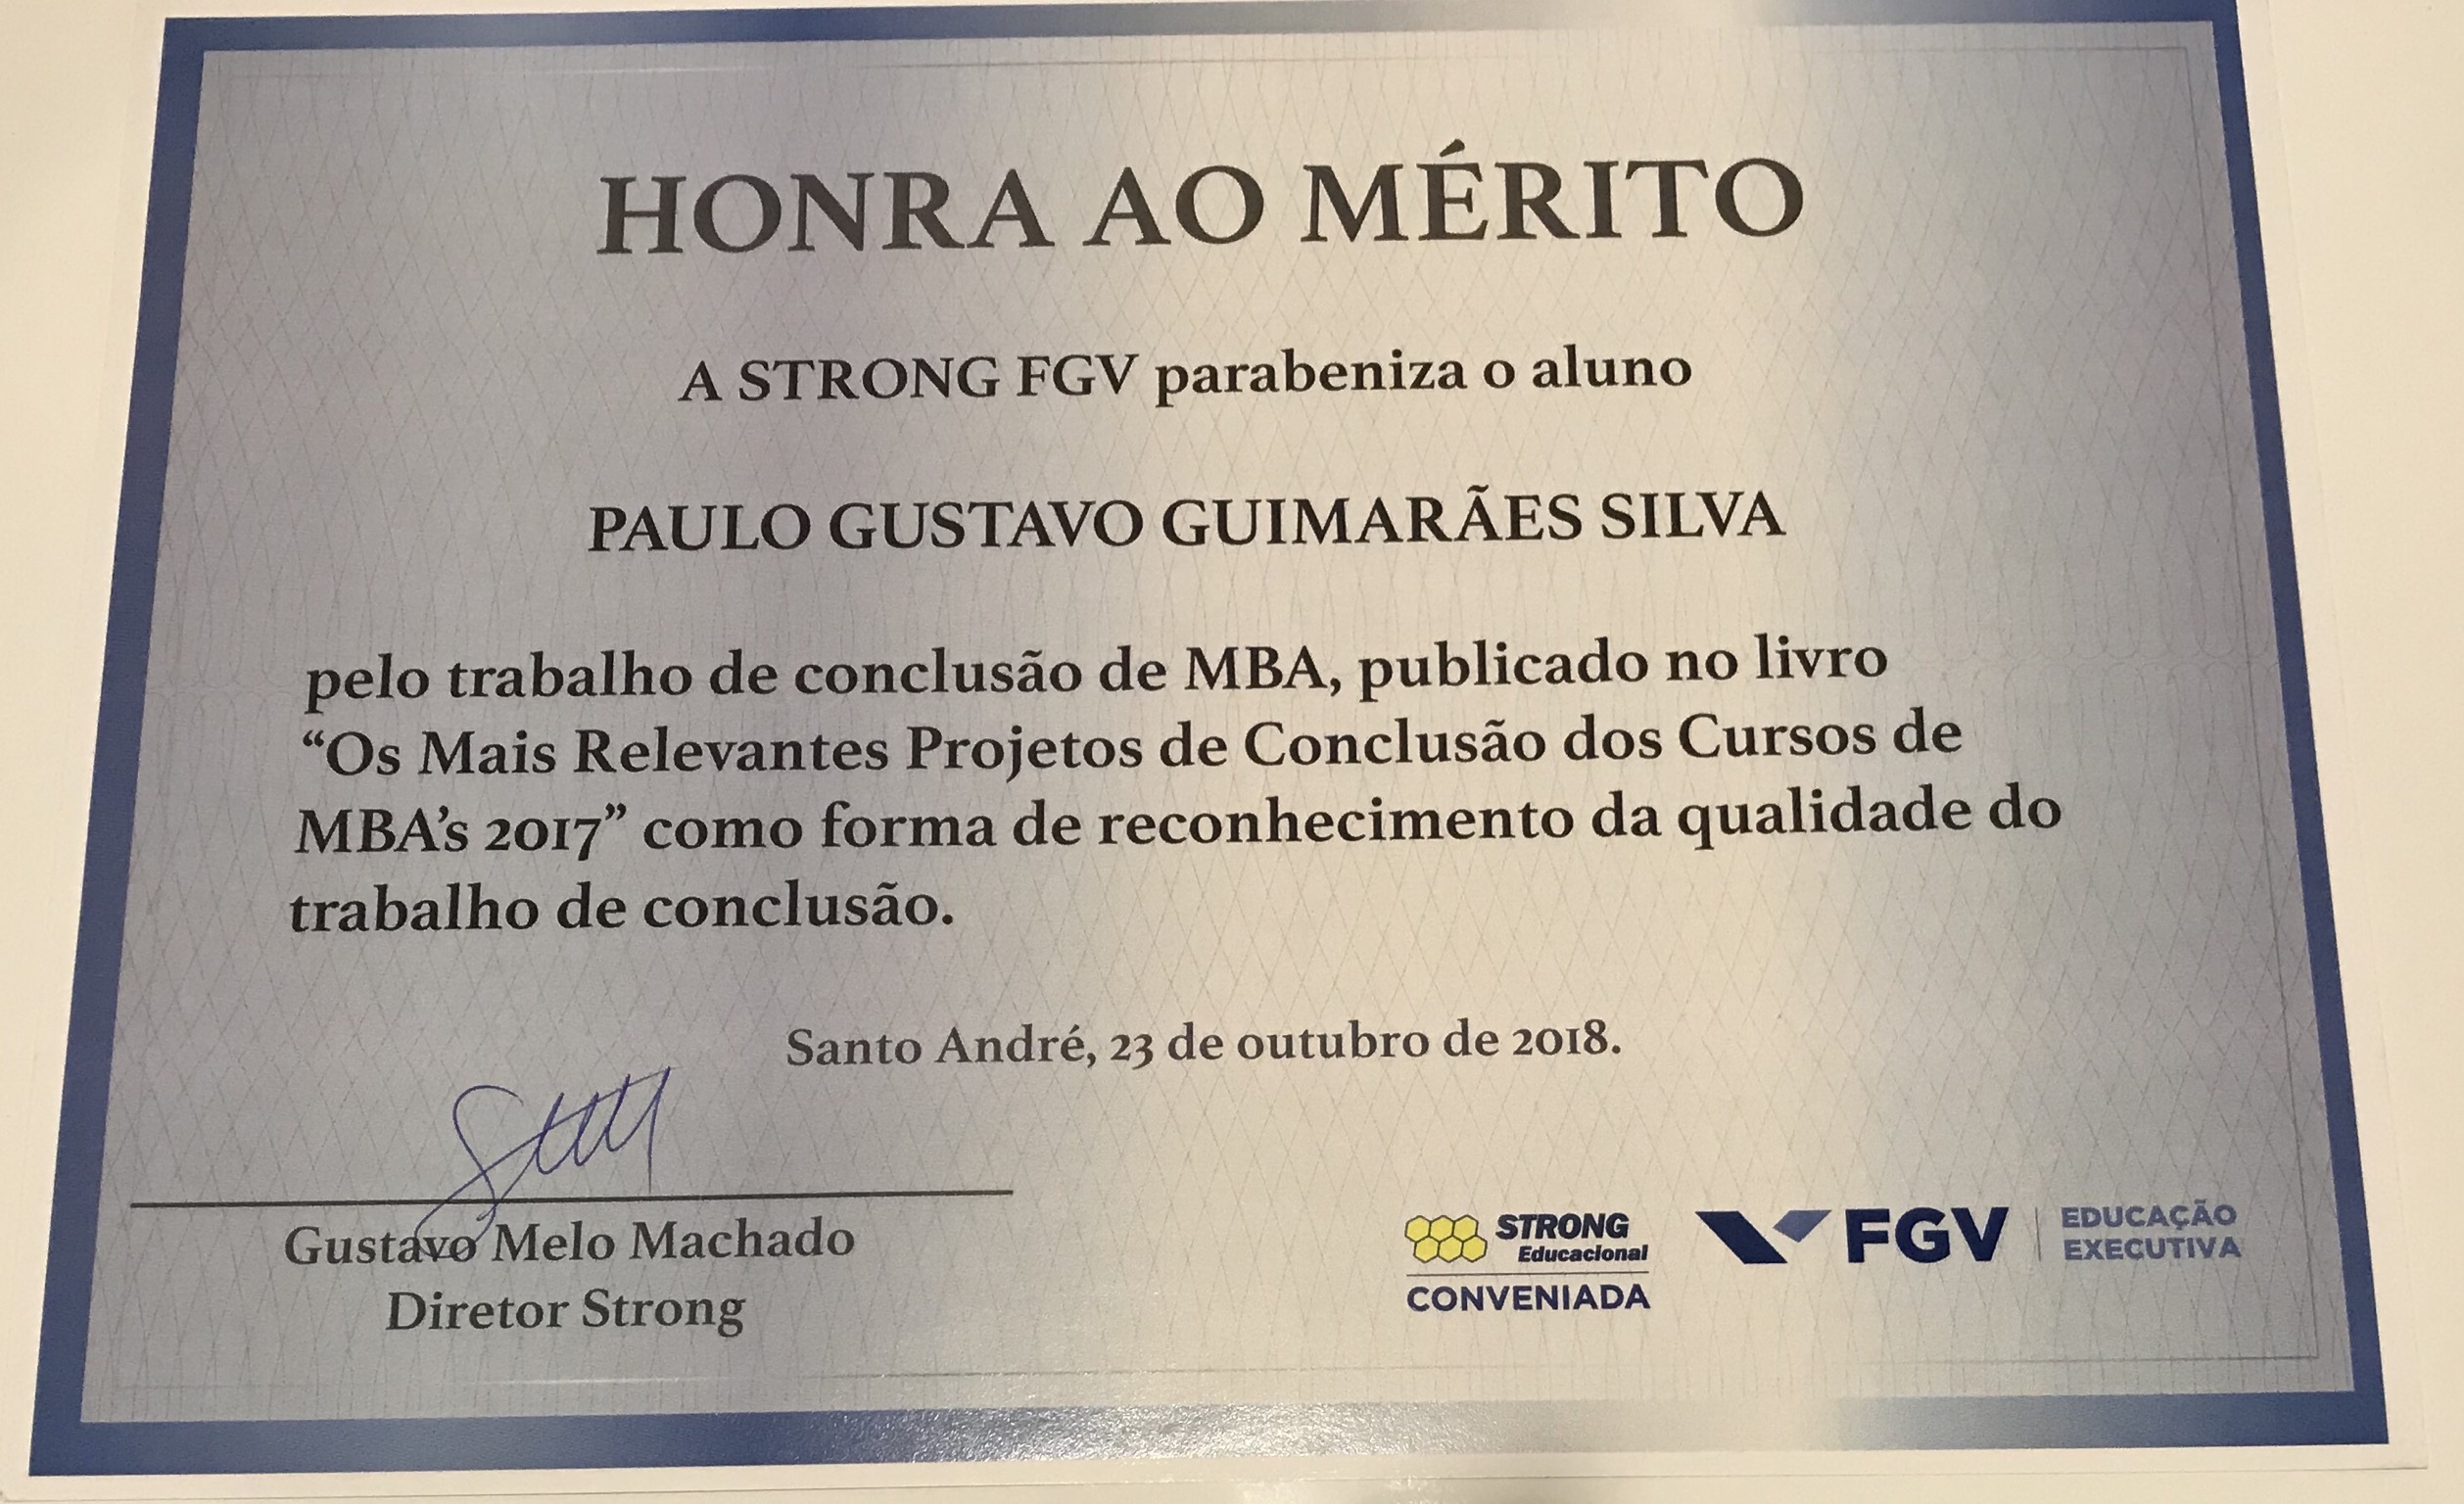 HONRA AO MÉRITO
A STRONG FGV parabeniza o aluno
PAULO GUSTAVO GUIMARÃES SILVA
pelo trabalho de conclusão de MBA, publicado no livro
“Os Mais Relevantes Projetos de Conclusão dos Cursos de
MBA’s 2017” como forma de reconhecimento da qualidade do
trabalho de conclusão.
Santo André, 23 de outubro de 2018.
Gustavo Melo Machado
Diretor Strong
STRONG
Educacional
CONVENIADA
FGV
EDUCAÇÃO
EXECUTIVA